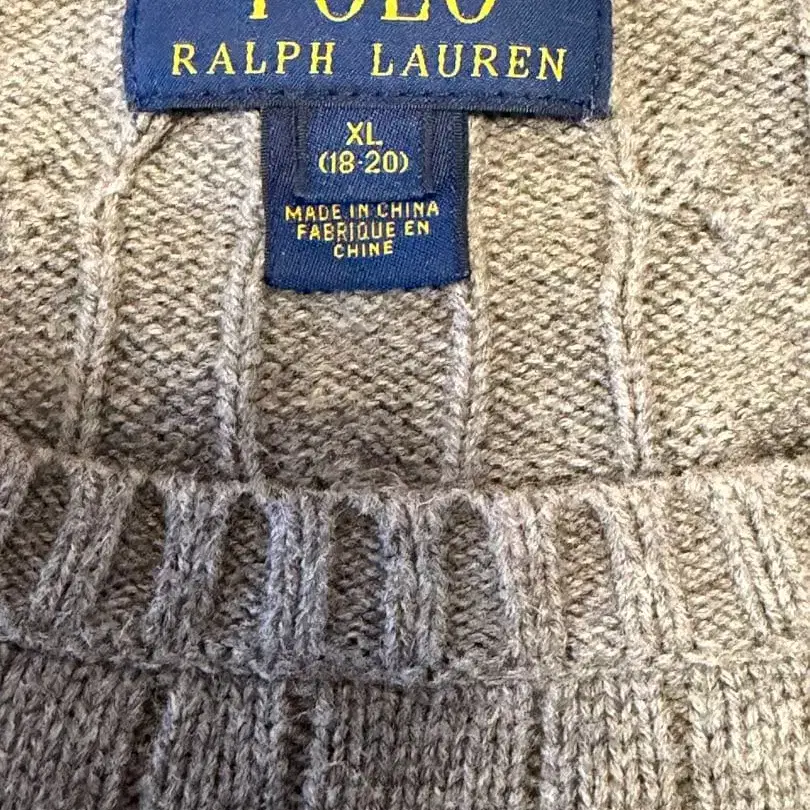 POLO
RALPH LAUREN
XL
(18-20)
MADE IN CHINA
FABRIQUE EN
CHINE